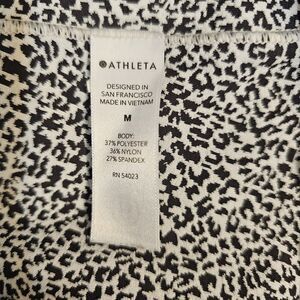 ATHLETA
DESIGNED IN
SAN FRANCISCO
MADE IN VIETNAM
M
BODY:
37% POLYESTER
36% NYLON
27% SPANDEX
RN 54023